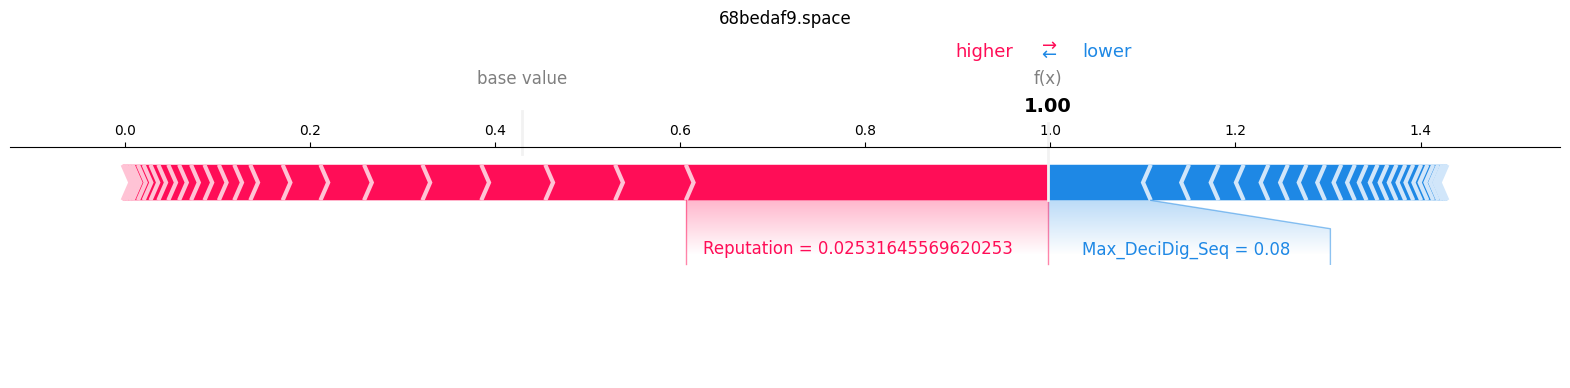 68bedaf9.space
higher ⇄ lower
base value f(x)
1.00
0.0 0.2 0.4 0.6 0.8 1.0 1.2 1.4
Reputation = 0.02531645569620253 Max_DeciDig_Seq = 0.08